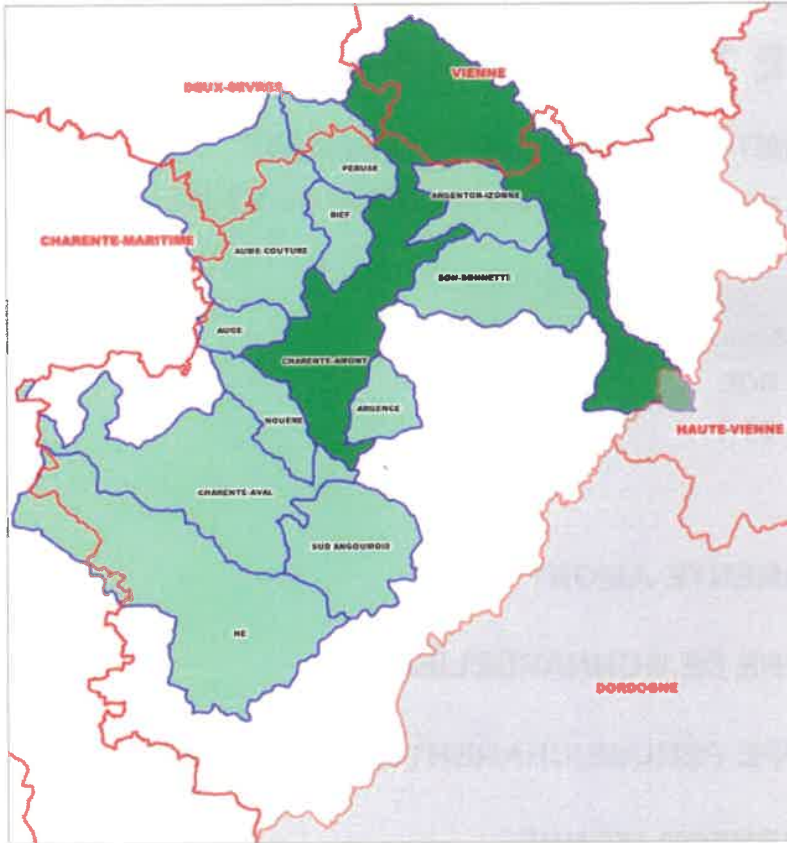 VIENNE
DEUX-SEVRES
PERUSE
ARGENTOR-IZONNE
BIEF
CHARENTE-MARITIME
AUME-COUTURE
SON-SONNETTE
AUGE
CHARENTE-AMONT
ARGENCE
NOUERE
HAUTE-VIENNE
CHARENTE-AVAL
SUD ANGOUMOIS
NE
DORDOGNE